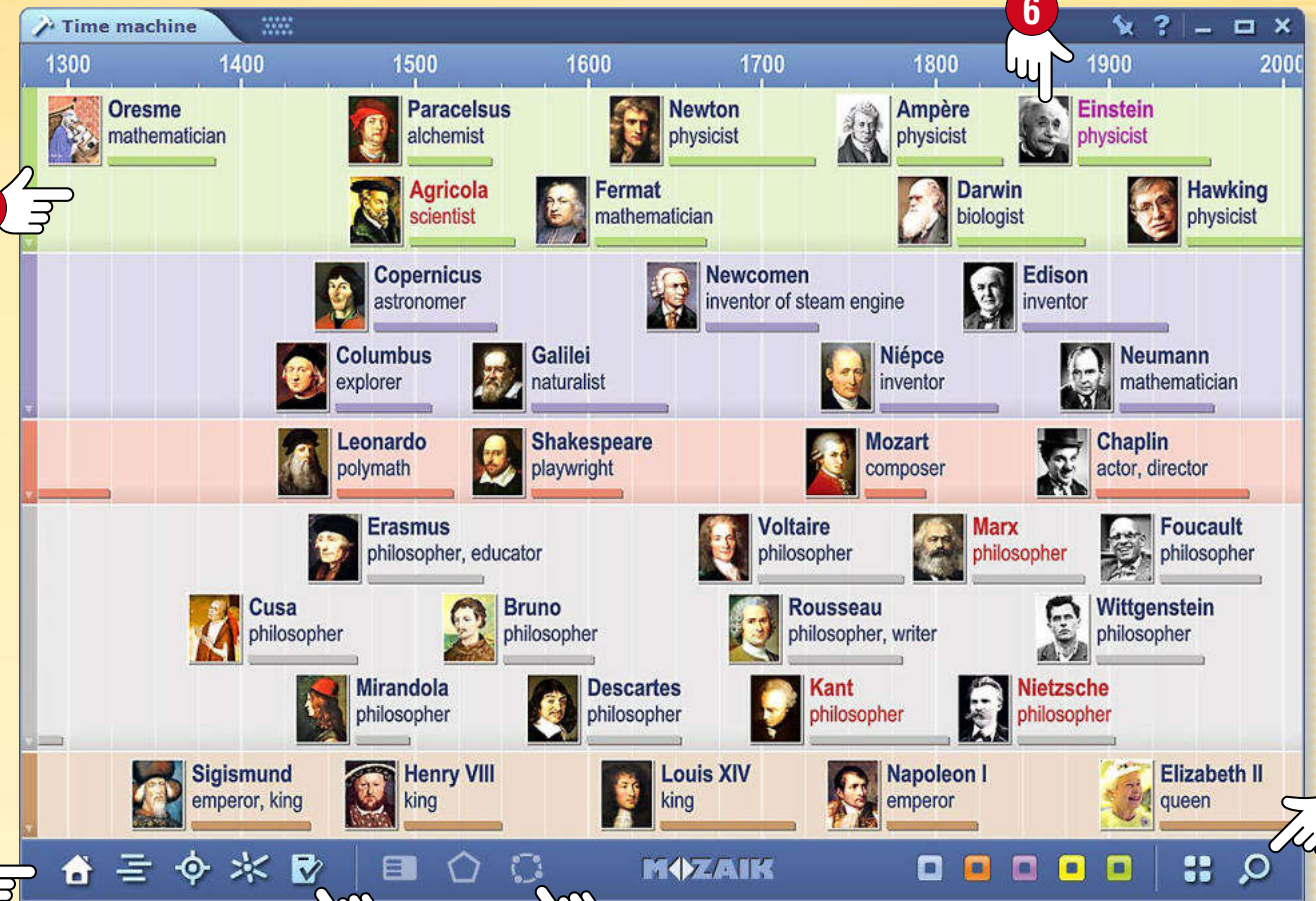 6
Time machine
?
1300 1400 1500 1600 1700 1800 1900 2000
Oresme
mathematician
Paracelsus
alchemist
Newton
physicist
Ampère
physicist
Einstein
physicist
Agricola
scientist
Fermat
mathematician
Darwin
biologist
Hawking
physicist
Copernicus
astronomer
Newcomen
inventor of steam engine
Edison
inventor
Columbus
explorer
Galilei
naturalist
Niépce
inventor
Neumann
mathematician
Leonardo
polymath
Shakespeare
playwright
Mozart
composer
Chaplin
actor, director
Erasmus
philosopher, educator
Voltaire
philosopher
Marx
philosopher
Foucault
philosopher
Cusa
philosopher
Bruno
philosopher
Rousseau
philosopher, writer
Wittgenstein
philosopher
Mirandola
philosopher
Descartes
philosopher
Kant
philosopher
Nietzsche
philosopher
Sigismund
emperor, king
Henry VIII
king
Louis XIV
king
Napoleon I
emperor
Elizabeth II
queen
MOZAIK